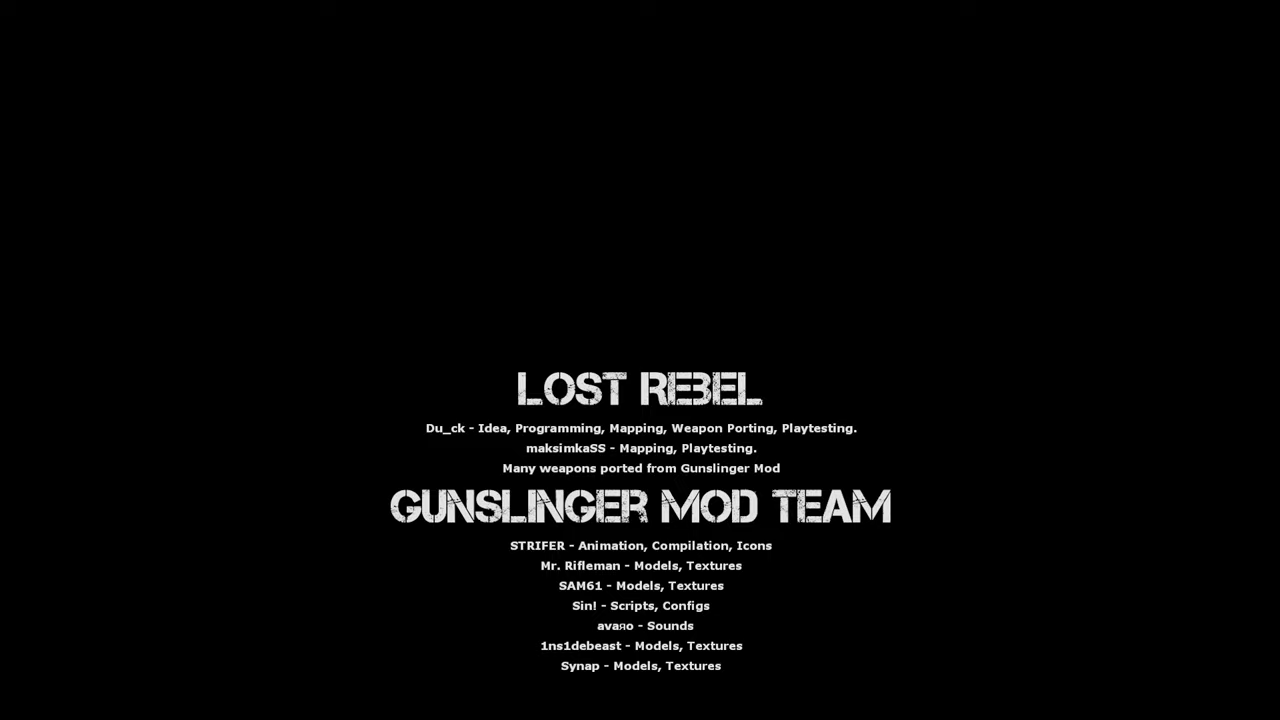 LOST REBEL
Du_ck - Idea, Programming, Mapping, Weapon Porting, Playtesting.
maksimkaSS - Mapping, Playtesting.
Many weapons ported from Gunslinger Mod
GUNSLINGER MOD TEAM
STRIFER - Animation, Compilation, Icons
Mr. Rifleman - Models, Textures
SAM61 - Models, Textures
Sin! - Scripts, Configs
avaяo - Sounds
1ns1debeast - Models, Textures
Synap - Models, Textures